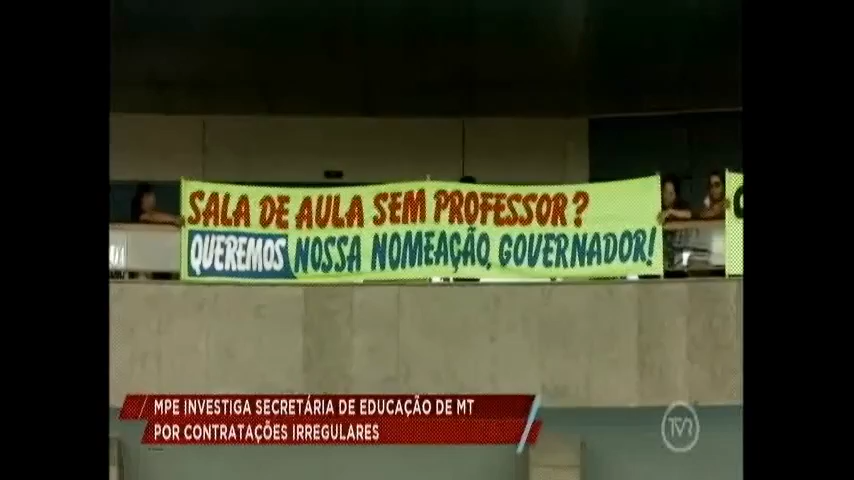 SALA DE AULA SEM PROFESSOR?
QUEREMOS NOSSA NOMEAÇÃO, GOVERNADOR!
MPE INVESTIGA SECRETÁRIA DE EDUCAÇÃO DE MT
POR CONTRATAÇÕES IRREGULARES
TVR